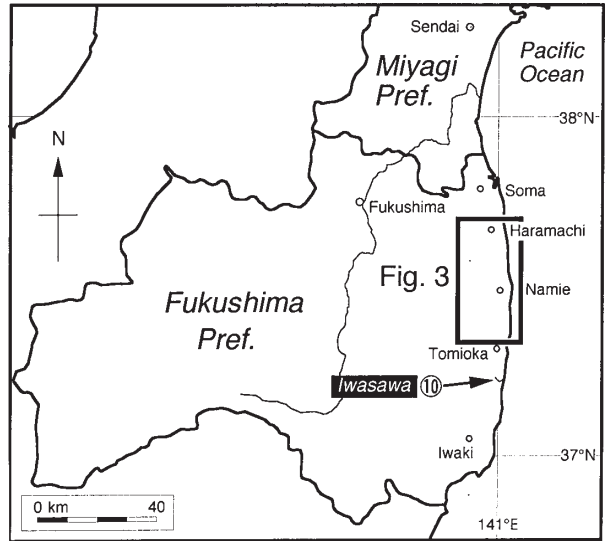 Sendai
Pacific
Ocean
Miyagi
Pref.
38°N
N
Soma
Fukushima
Haramachi
Fig. 3
Namie
Fukushima
Pref.
Tomioka
Iwasawa ⑩
Iwaki
37°N
0 km 40
141°E